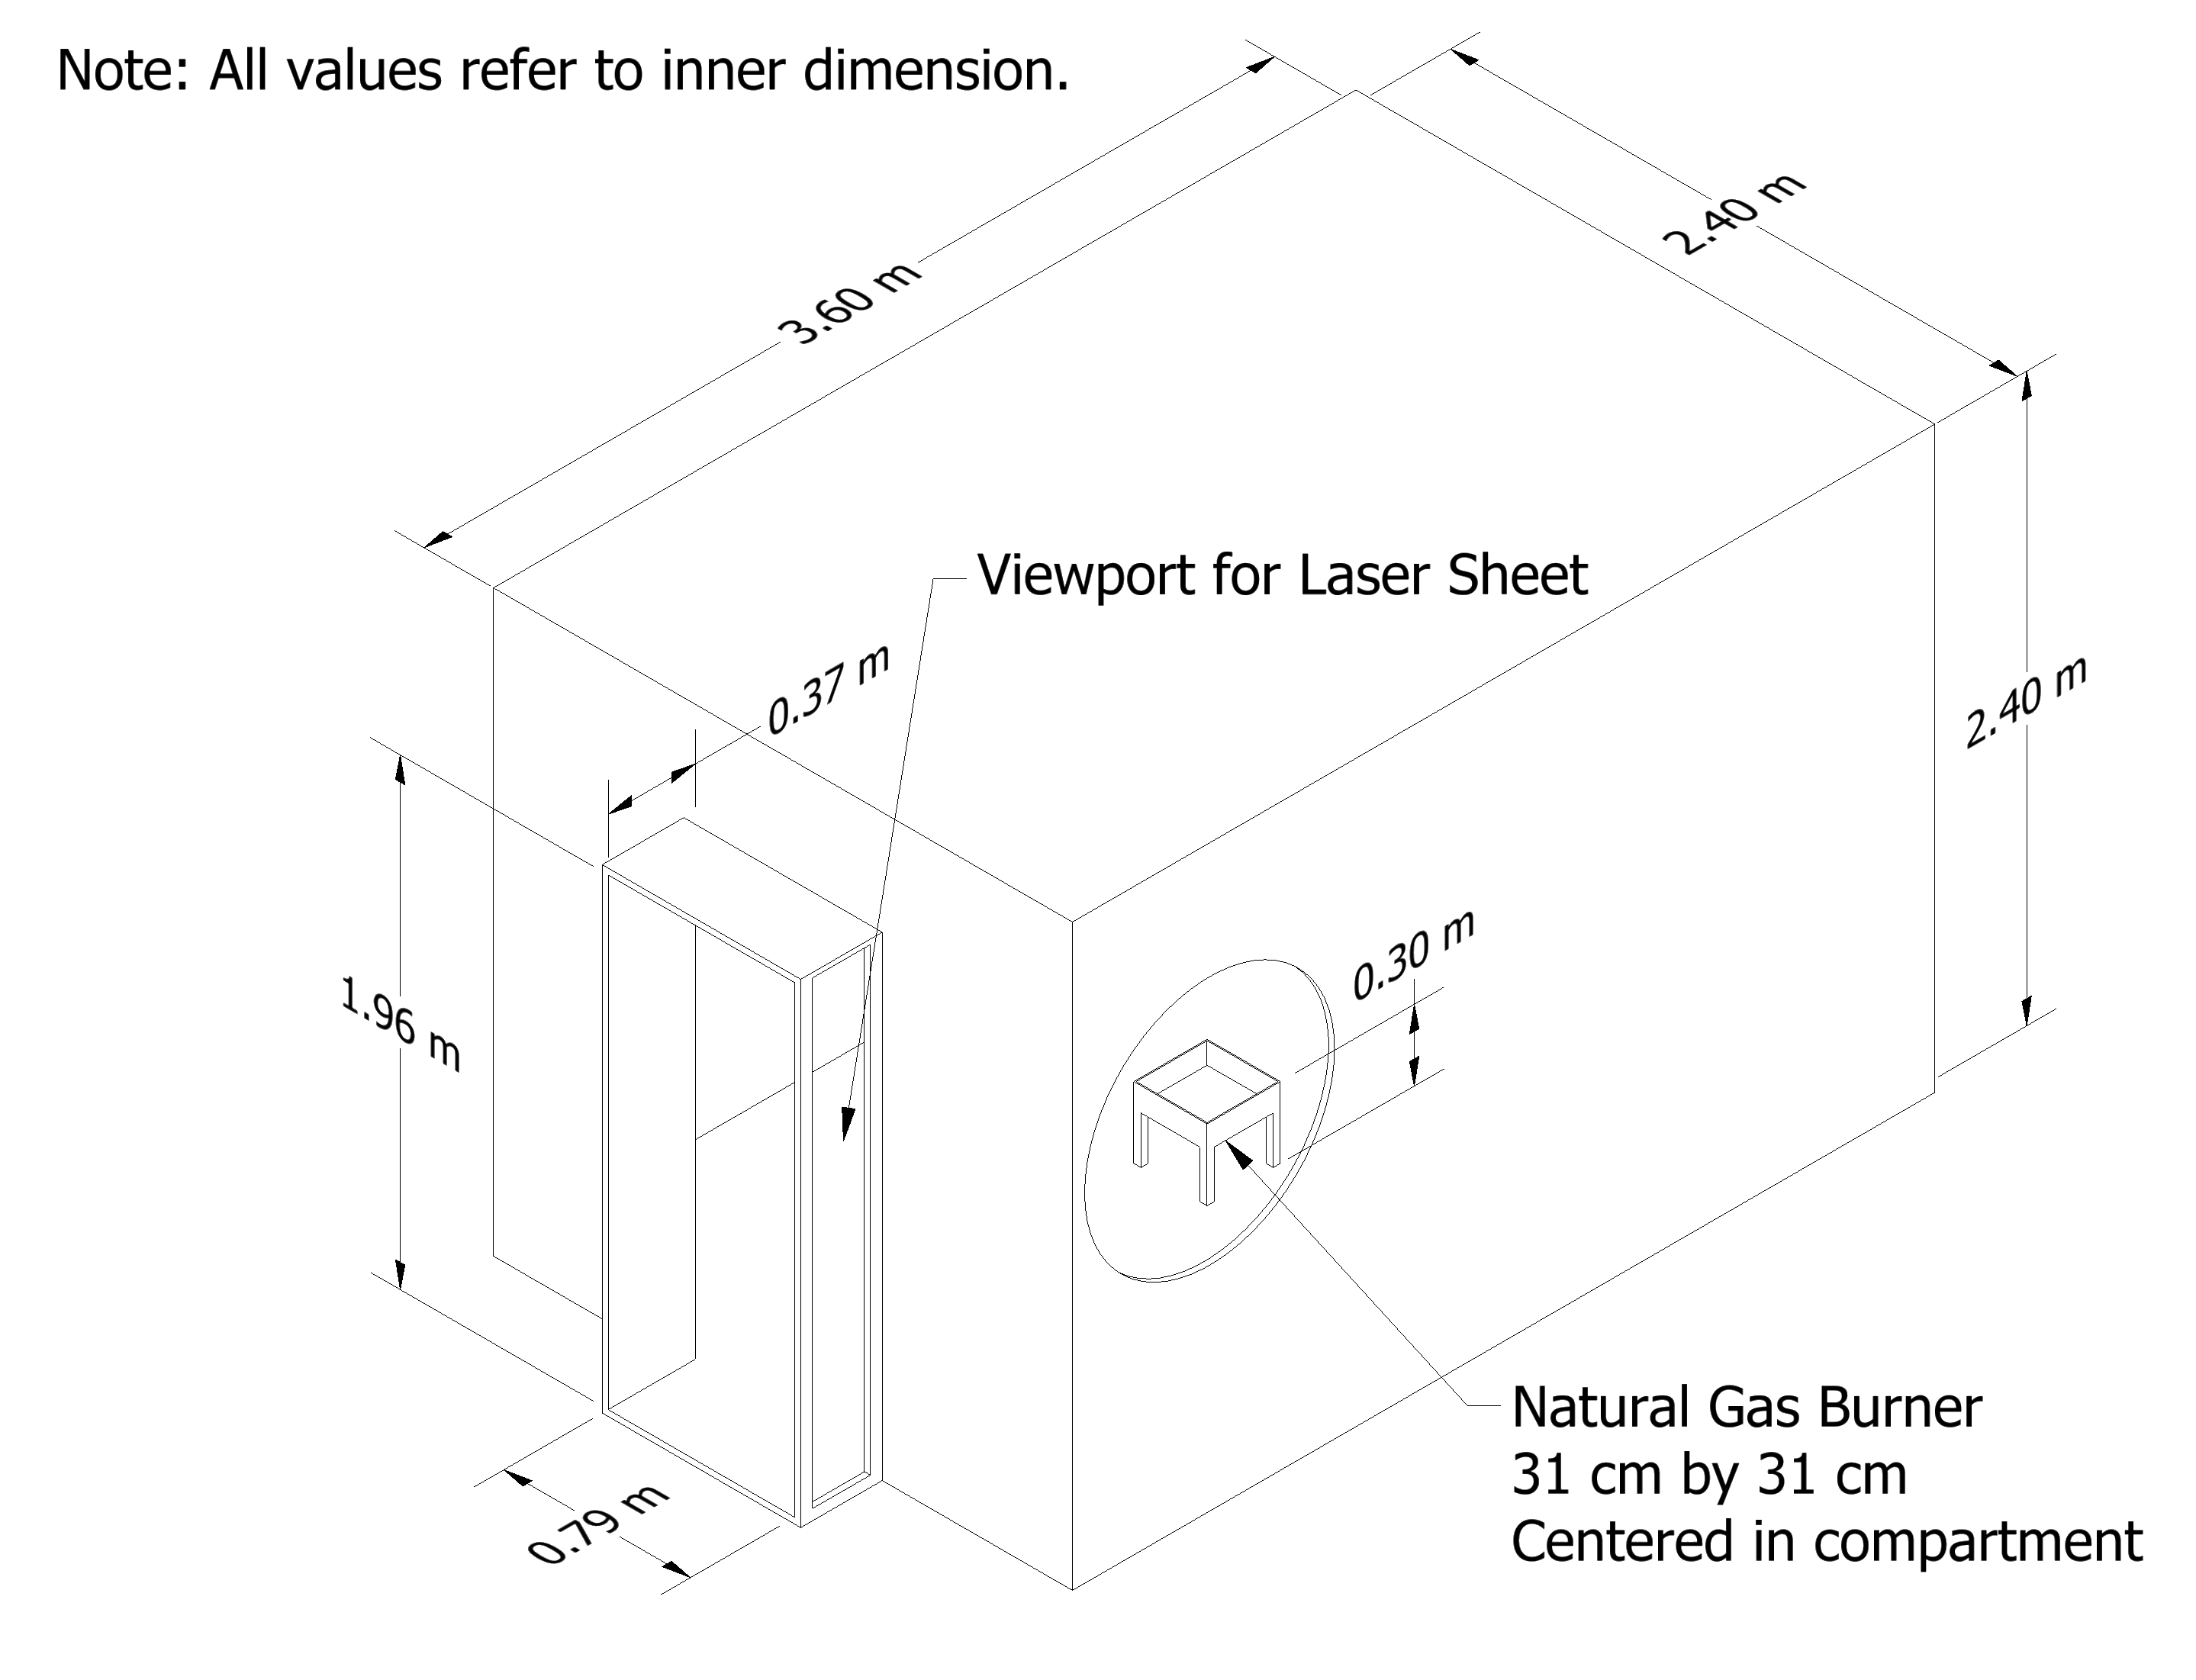 Note: All values refer to inner dimension.
2.40 m
3.60 m
Viewport for Laser Sheet
0.37 m
2.40 m
0.30 m
1.96 m
Natural Gas Burner
31 cm by 31 cm
Centered in compartment
0.79 m